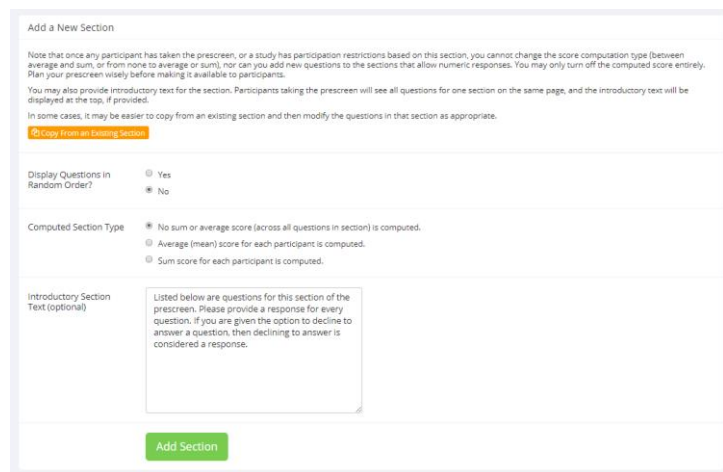 Add a New Section
Note that once any participant has taken the prescreen, or a study has participation restrictions based on this section, you cannot change the score computation type (between
average and sum, or from none to average or sum), nor can you add new questions to the sections that allow numeric responses. You may only turn off the computed score entirely.
Plan your prescreen wisely before making it available to participants.
You may also provide introductory text for the section. Participants taking the prescreen will see all questions for one section on the same page, and the introductory text will be
displayed at the top, if provided.
In some cases, it may be easier to copy from an existing section and then modify the questions in that section as appropriate.
Copy From an Existing Section
Display Questions in
Random Order?
Yes
No
Computed Section Type
No sum or average score (across all questions in section) is computed.
Average (mean) score for each participant is computed.
Sum score for each participant is computed.
Introductory Section
Text (optional)
Listed below are questions for this section of the
prescreen. Please provide a response for every
question. If you are given the option to decline to
answer a question, then declining to answer is
considered a response.
Add Section